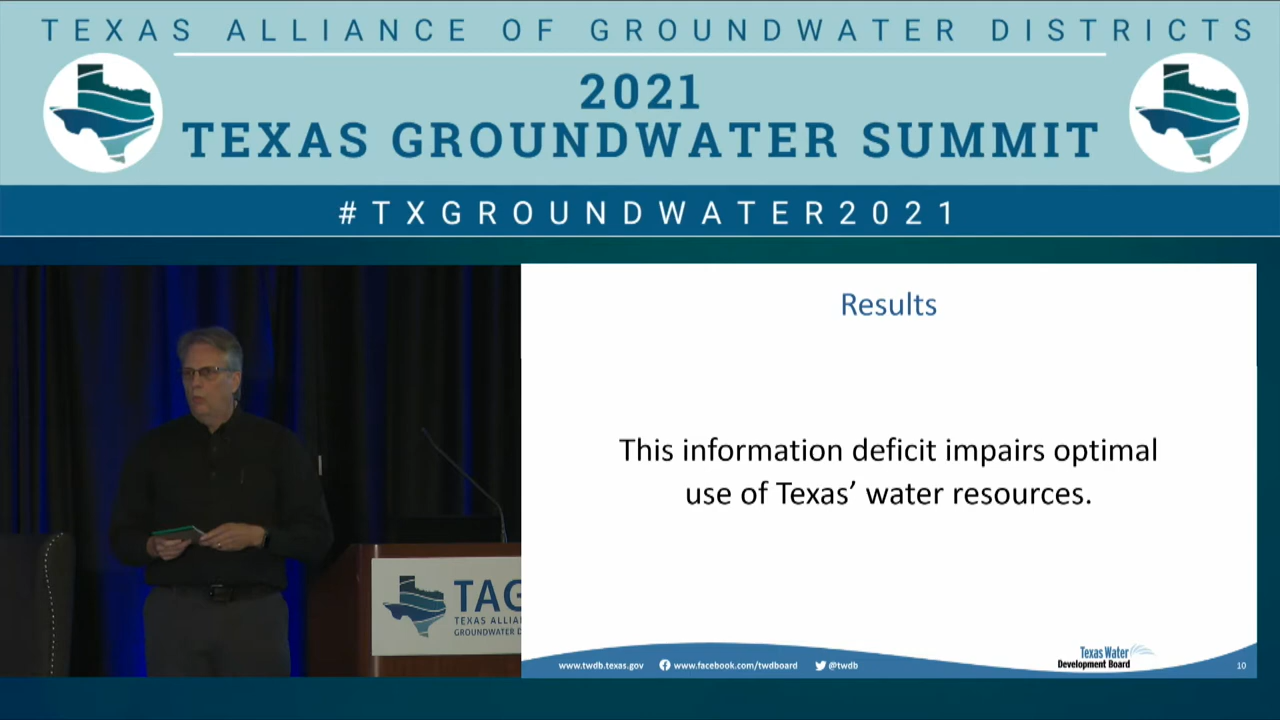 TEXAS ALLIANCE OF GROUNDWATER DISTRICTS
2021
TEXAS GROUNDWATER SUMMIT
#TXGROUNDWATER2021
Results
This information deficit impairs optimal
use of Texas’ water resources.
TAG
TEXAS ALLIA
GROUNDWATER D
www.twdb.texas.gov
www.facebook.com/twdboard
@twdb
Texas Water
Development Board
10